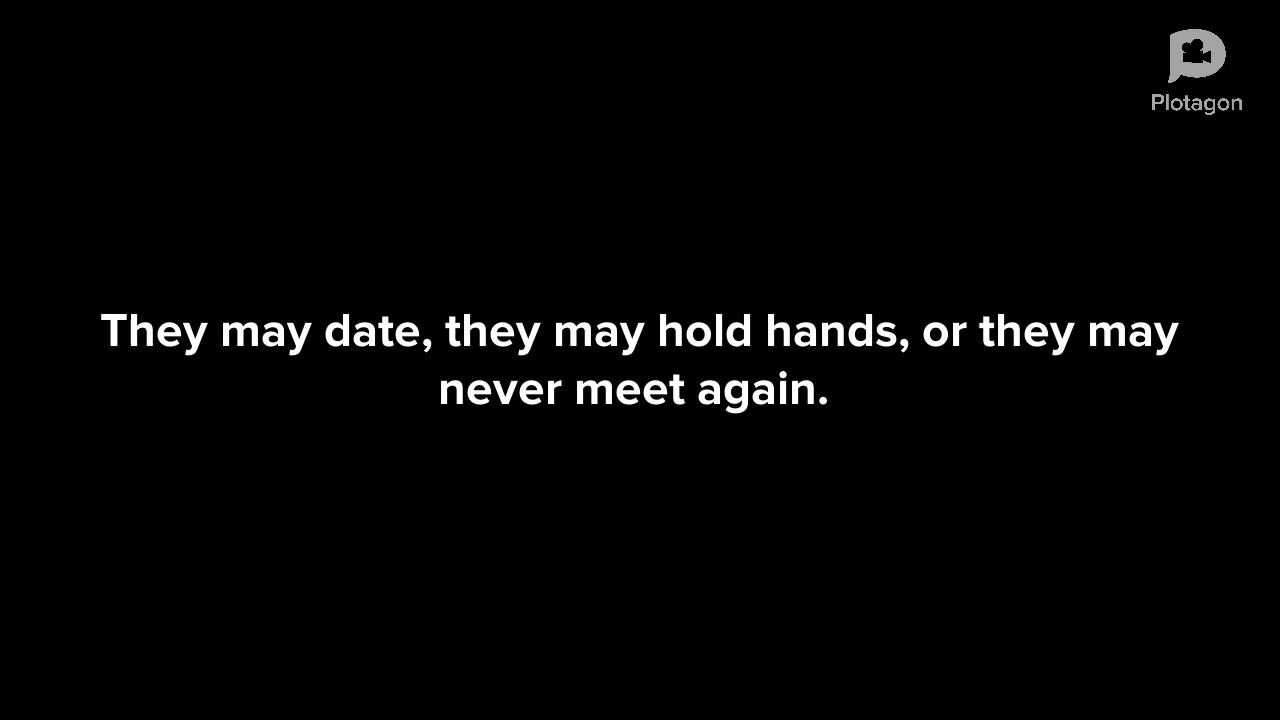 Plotagon
They may date, they may hold hands, or they may
never meet again.